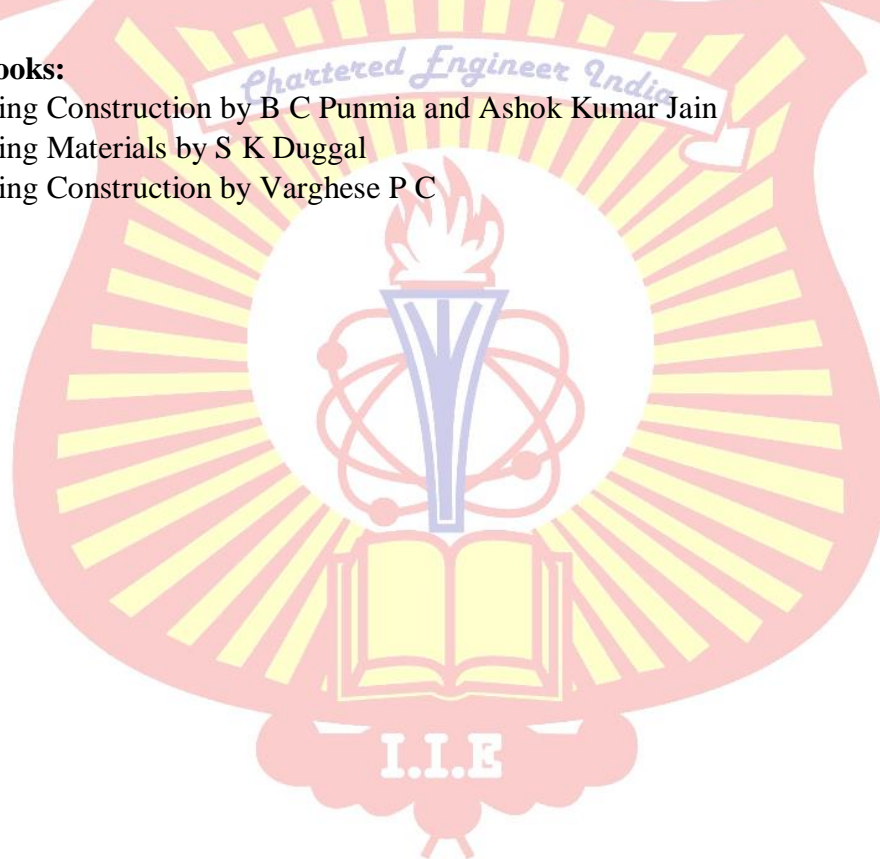 ooks:
Chartered Engineer India
ing Construction by B C Punmia and Ashok Kumar Jain
ing Materials by S K Duggal
ing Construction by Varghese P C
I.I.E